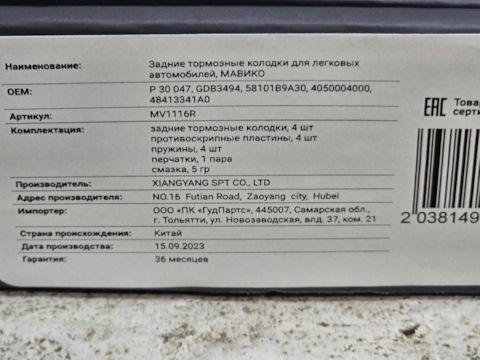 Наименование: Задние тормозные колодки для легковых
автомобилей, МАВИКО
OEM: P 30 047, GDB3494, 58101B9A30, 4050004000,
48413341A0
Артикул: MV1116R
Комплектация: задние тормозные колодки, 4 шт
противоскрипные пластины, 4 шт
пружины, 4 шт
перчатки, 1 пара
смазка, 5 гр
Производитель: XIANGYANG SPT CO., LTD
Адрес производителя: NO.16 Futian Road, Zaoyang city, Hubei
Импортер: ООО «ПК «ГудПартс», 445007, Самарская обл.,
г. Тольятти, ул. Новозаводская, влд. 37, ком. 21
Страна происхождения: Китай
Дата производства: 15.09.2023
Гарантия: 36 месяцев
EAC Това
серти
2 038149